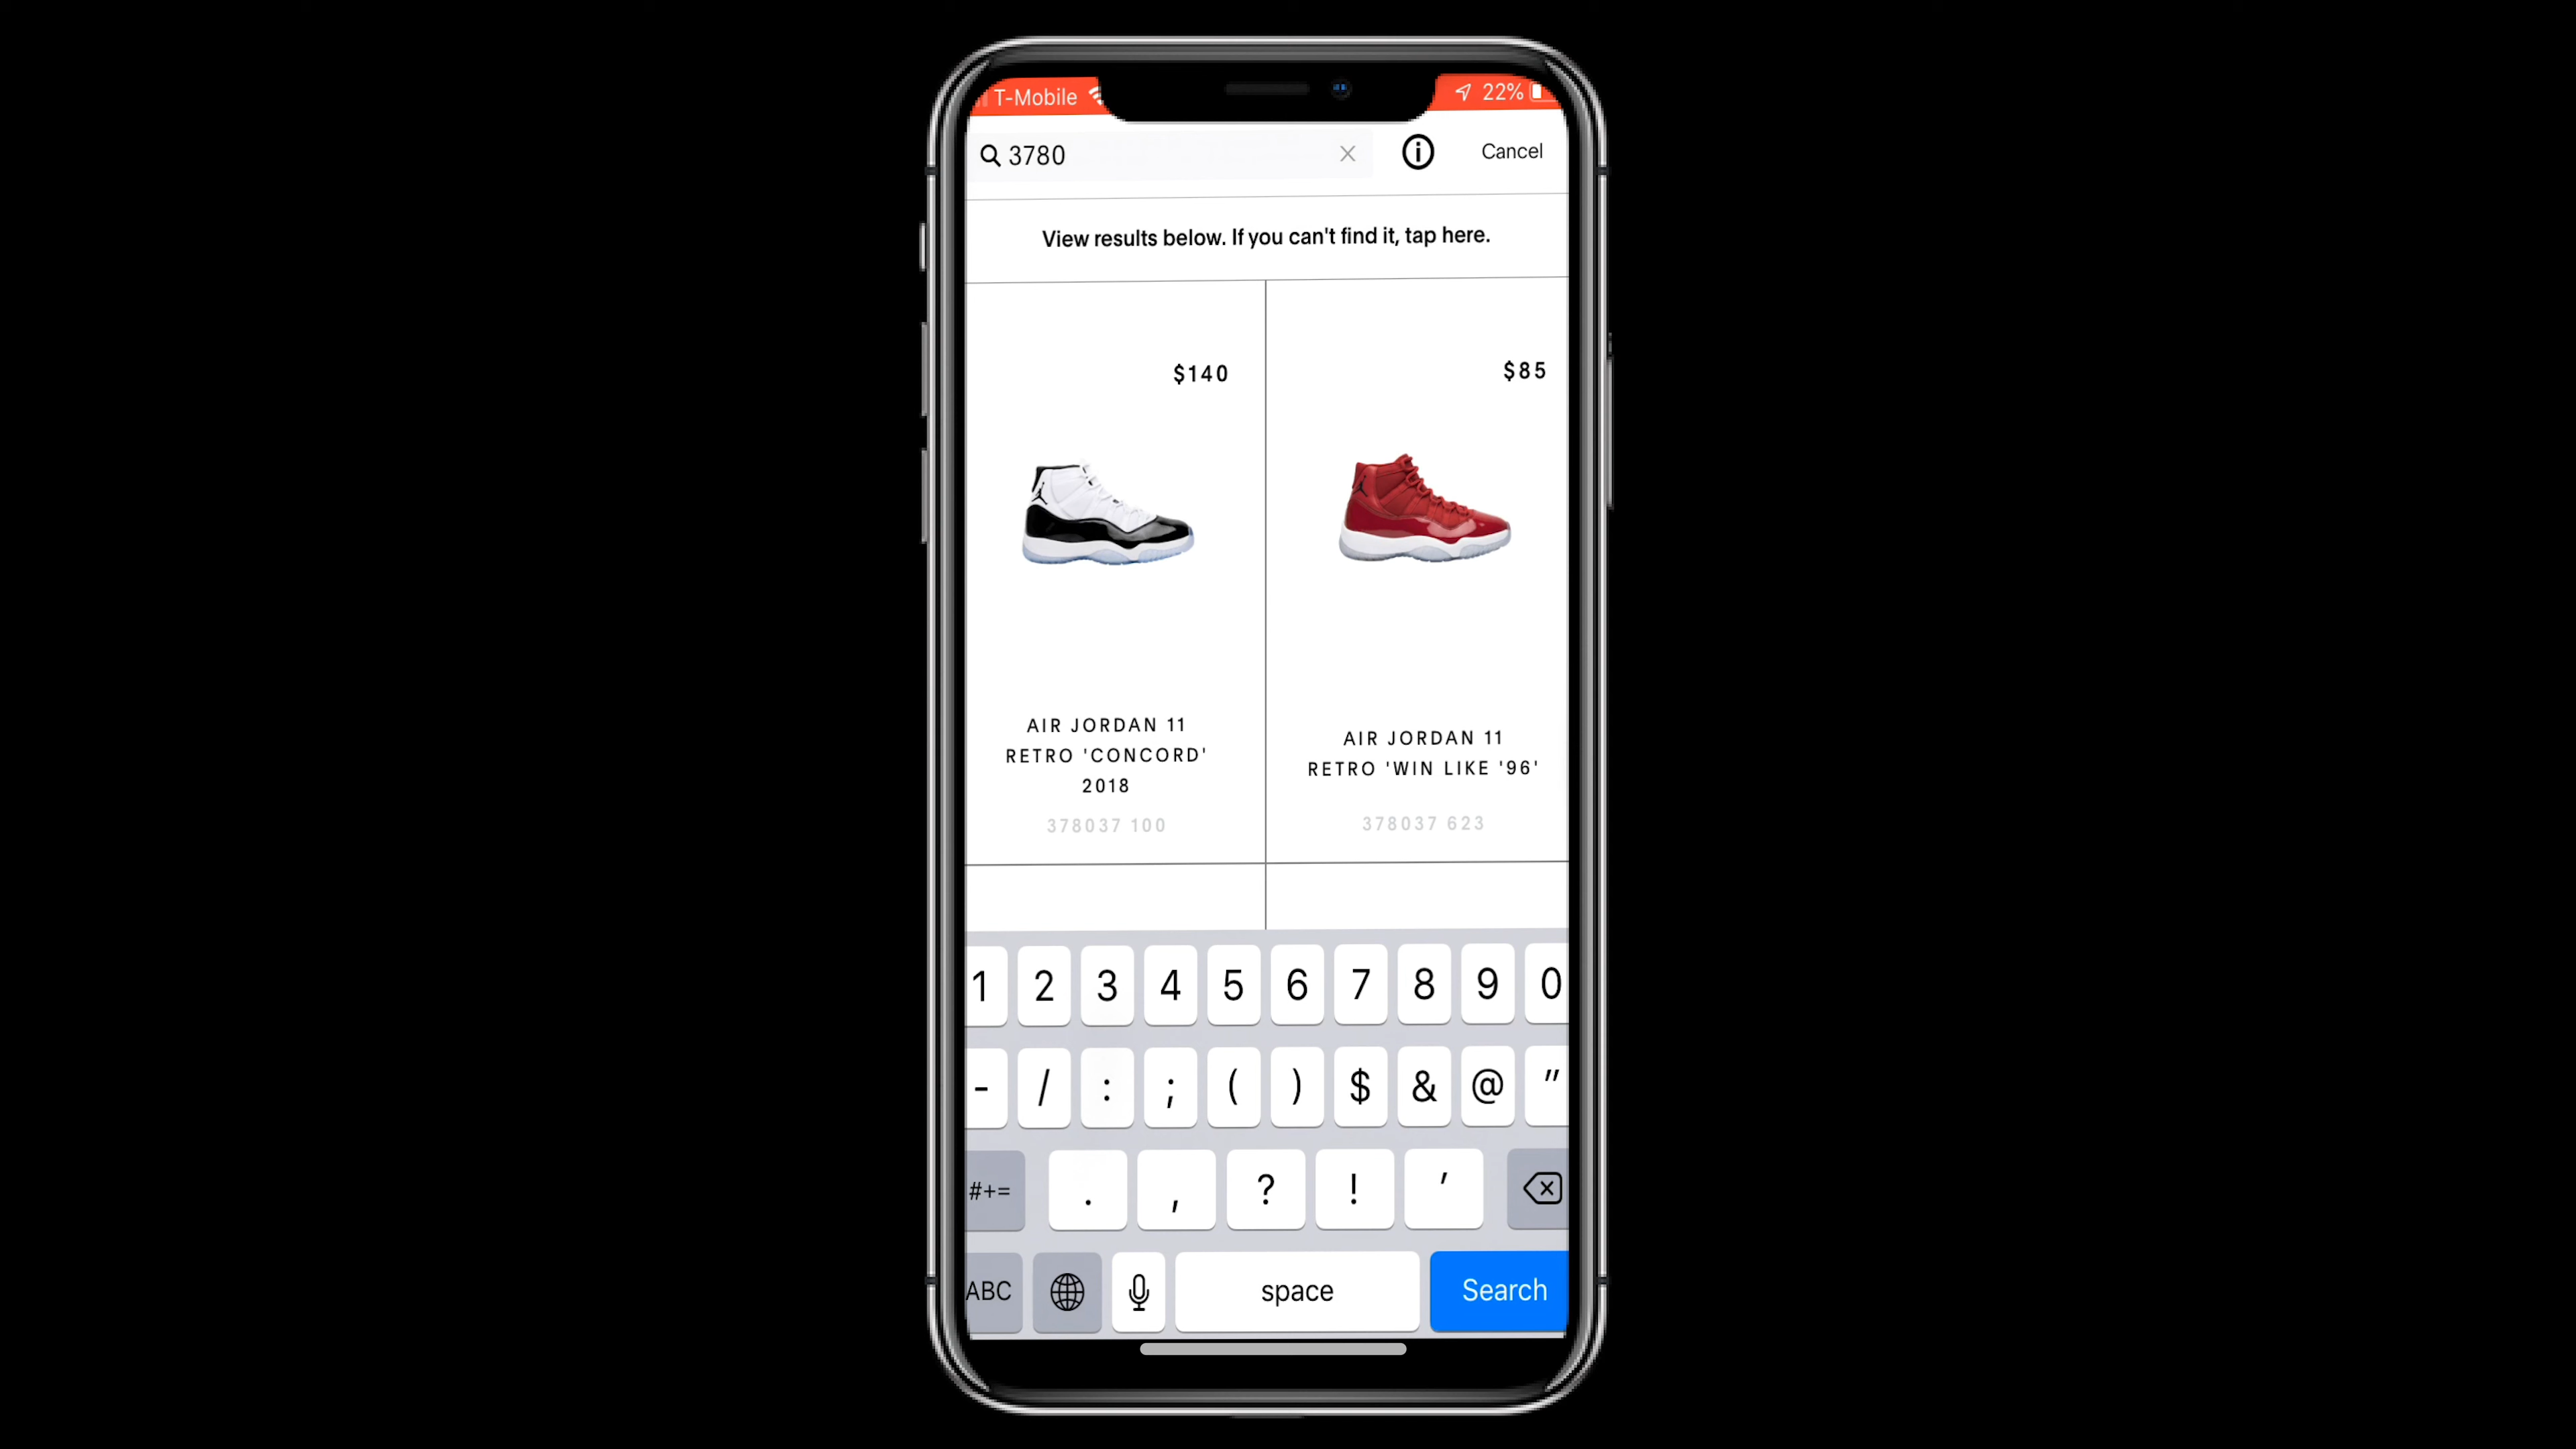 T-Mobile
22%
3780
Cancel
View results below. If you can't find it, tap here.
$140
$85
AIR JORDAN 11
RETRO 'CONCORD'
2018
378037 100
AIR JORDAN 11
RETRO 'WIN LIKE '96'
378037 623
1 2 3 4 5 6 7 8 9 0
- / : ; ( ) $ & @ "
#+= . , ? ! '
ABC space Search